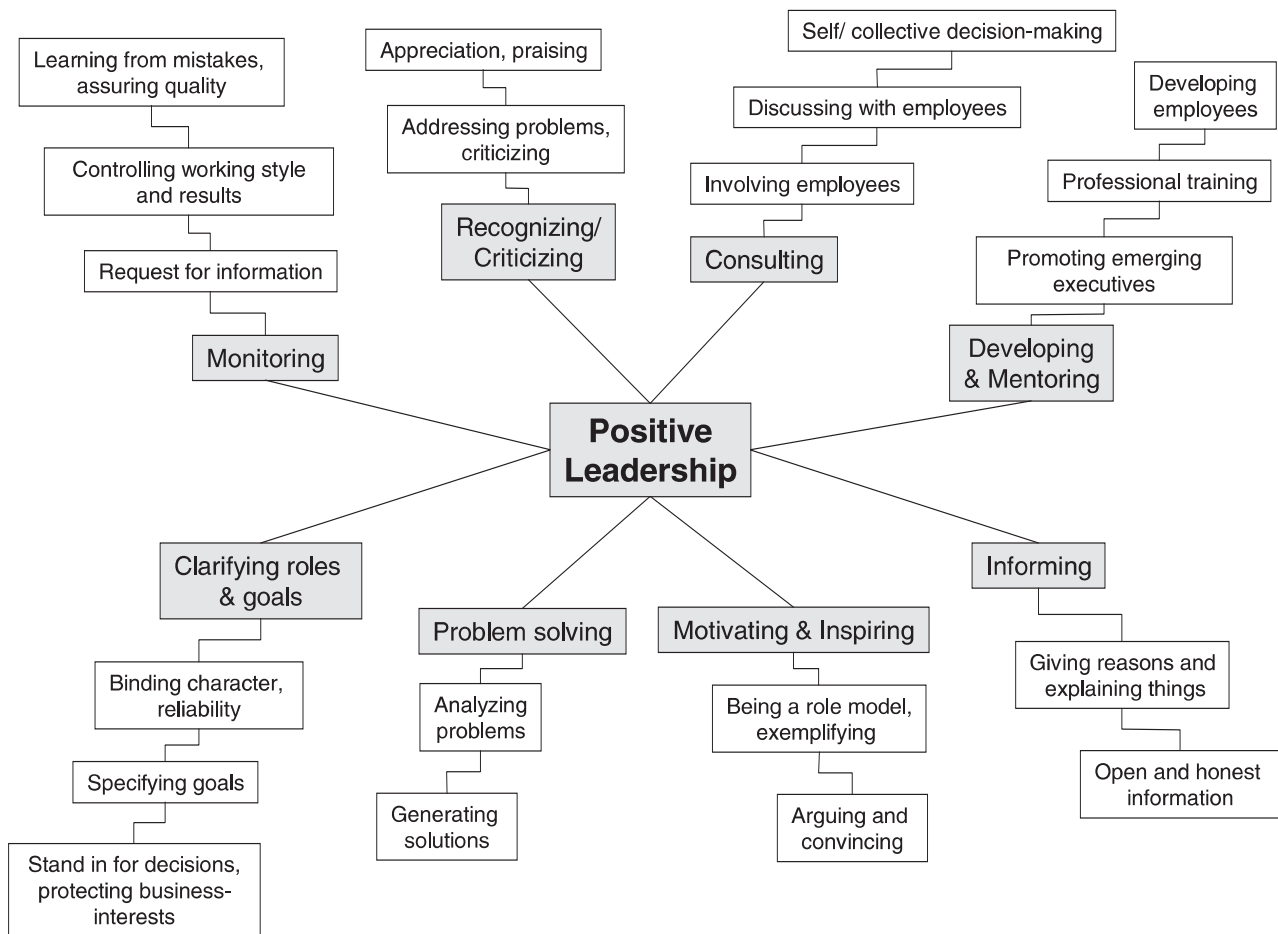 Self/ collective decision-making
Appreciation, praising
Learning from mistakes,
assuring quality
Developing
employees
Discussing with employees
Addressing problems,
criticizing
Controlling working style
and results
Involving employees
Professional training
Recognizing/
Criticizing
Consulting
Request for information
Promoting emerging
executives
Monitoring
Developing
& Mentoring
Positive
Leadership
Clarifying roles
& goals
Informing
Problem solving
Motivating & Inspiring
Binding character,
reliability
Analyzing
problems
Being a role model,
exemplifying
Giving reasons and
explaining things
Specifying goals
Generating
solutions
Arguing and
convincing
Open and honest
information
Stand in for decisions,
protecting business-
interests